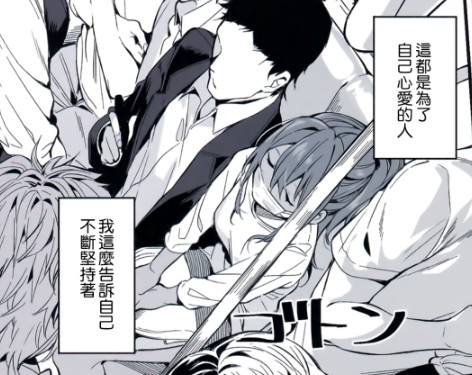 這都是為了
自己心愛的人
我這麼告訴自己
不斷堅持著
ゴトン